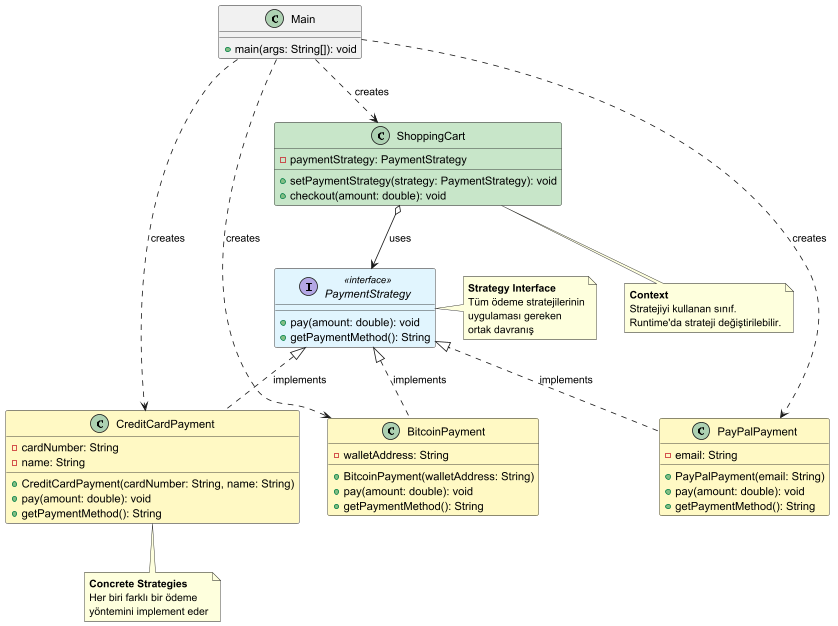 C Main
main(args: String[]): void
creates
C ShoppingCart
paymentStrategy: PaymentStrategy
setPaymentStrategy(strategy: PaymentStrategy): void
checkout(amount: double): void
creates
creates
uses
creates
I «interface»
PaymentStrategy
pay(amount: double): void
getPaymentMethod(): String
Strategy Interface
Tüm ödeme stratejilerinin
uygulaması gereken
ortak davranış
Context
Stratejiyi kullanan sınıf.
Runtime'da strateji değiştirilebilir.
implements
implements
implements
C CreditCardPayment
cardNumber: String
name: String
CreditCardPayment(cardNumber: String, name: String)
pay(amount: double): void
getPaymentMethod(): String
C BitcoinPayment
walletAddress: String
BitcoinPayment(walletAddress: String)
pay(amount: double): void
getPaymentMethod(): String
C PayPalPayment
email: String
PayPalPayment(email: String)
pay(amount: double): void
getPaymentMethod(): String
Concrete Strategies
Her biri farklı bir ödeme
yöntemini implement eder